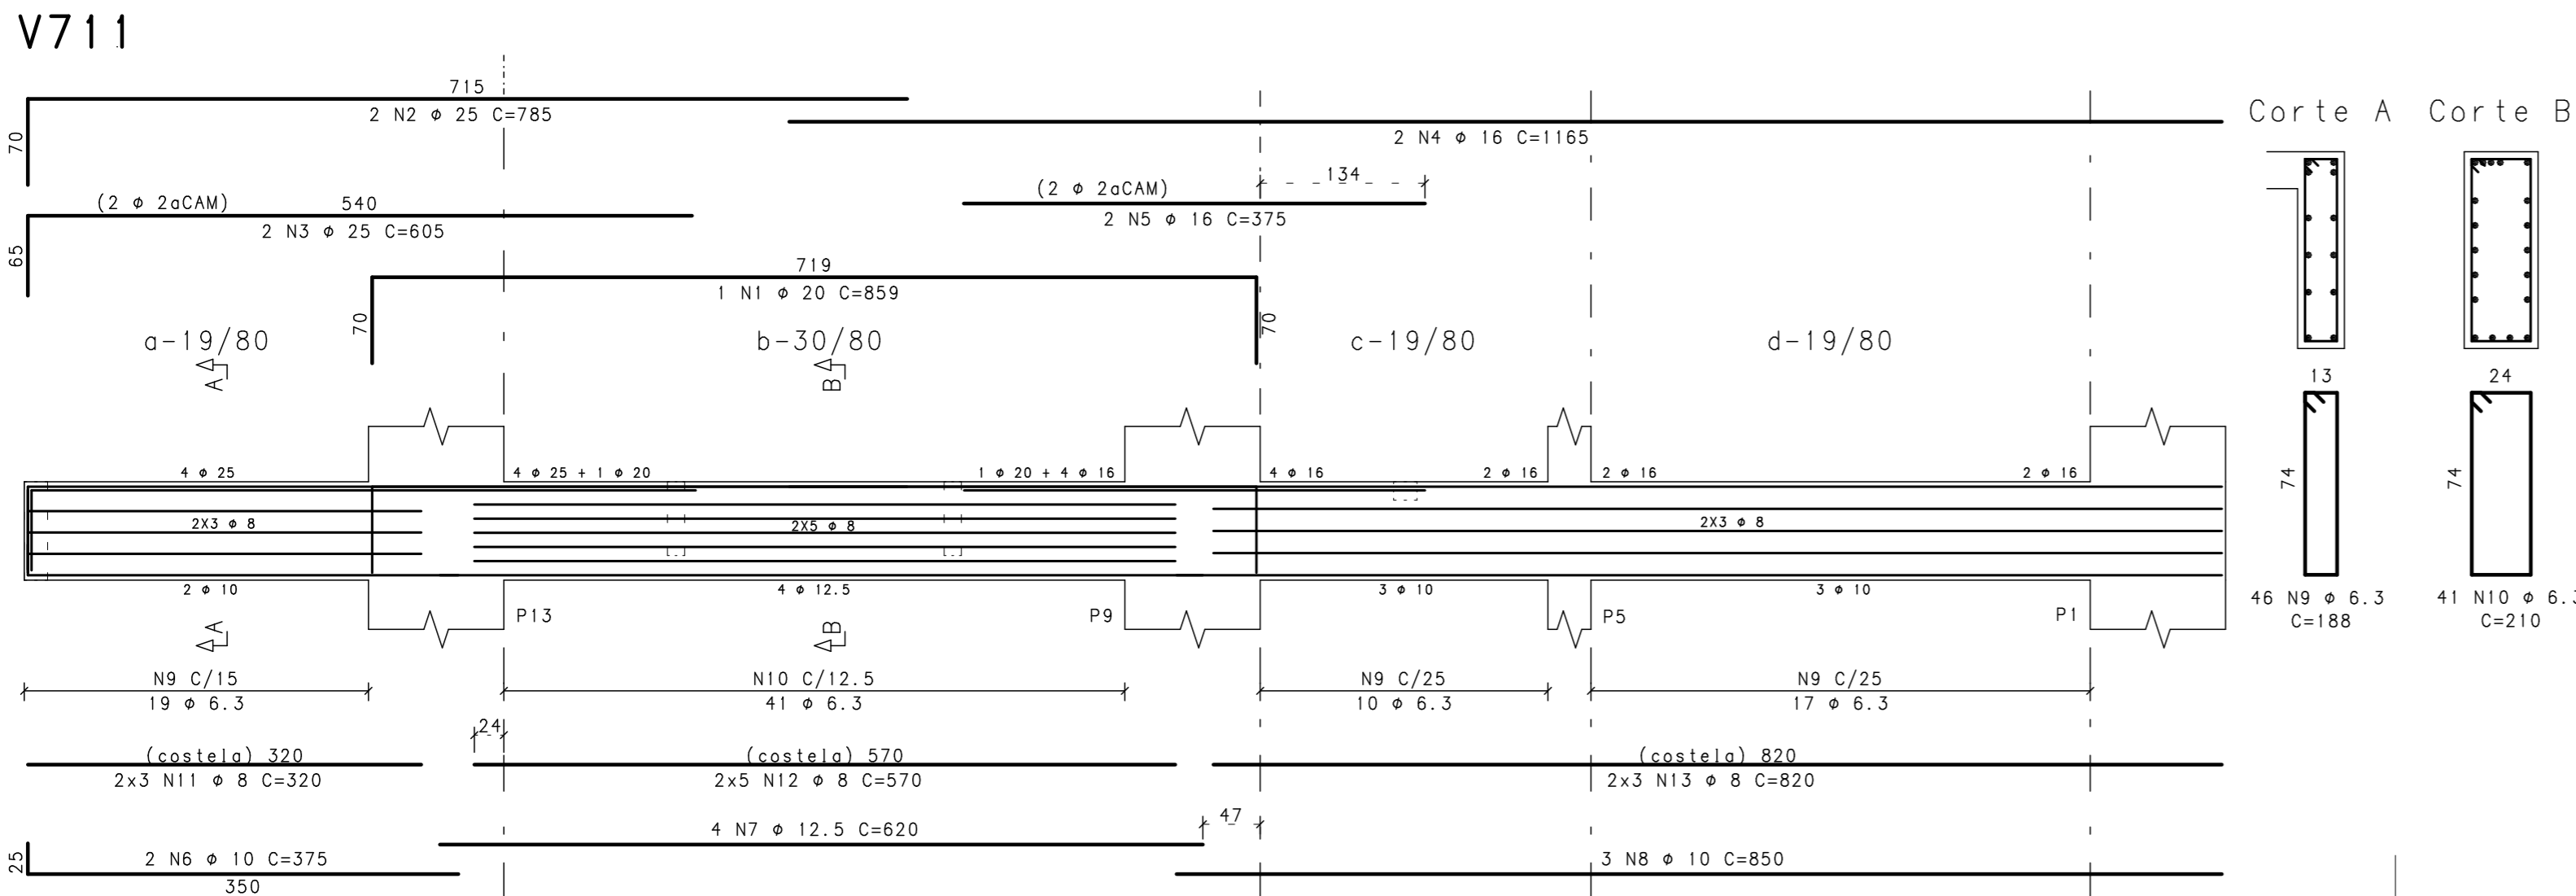 V711
715
2 N2 ϕ 25 C=785
70
2 N4 ϕ 16 C=1165
Corte A
Corte B
(2 ϕ 2aCAM)
540
2 N3 ϕ 25 C=605
65
(2 ϕ 2aCAM)
134
2 N5 ϕ 16 C=375
719
1 N1 ϕ 20 C=859
70
70
a-19/80
b-30/80
c-19/80
d-19/80
A
B
13
24
4 ϕ 25
4 ϕ 25 + 1 ϕ 20
1 ϕ 20 + 4 ϕ 16
4 ϕ 16
2 ϕ 16
2 ϕ 16
2 ϕ 16
74
74
2X3 ϕ 8
2X5 ϕ 8
2X3 ϕ 8
2 ϕ 10
4 ϕ 12.5
3 ϕ 10
3 ϕ 10
46 N9 ϕ 6.3
C=188
41 N10 ϕ 6.3
C=210
P13
P9
P5
P1
A
B
N9 C/15
19 ϕ 6.3
N10 C/12.5
41 ϕ 6.3
N9 C/25
10 ϕ 6.3
N9 C/25
17 ϕ 6.3
24
(costela) 320
2x3 N11 ϕ 8 C=320
(costela) 570
2x5 N12 ϕ 8 C=570
(costela) 820
2x3 N13 ϕ 8 C=820
47
4 N7 ϕ 12.5 C=620
25
2 N6 ϕ 10 C=375
350
3 N8 ϕ 10 C=850